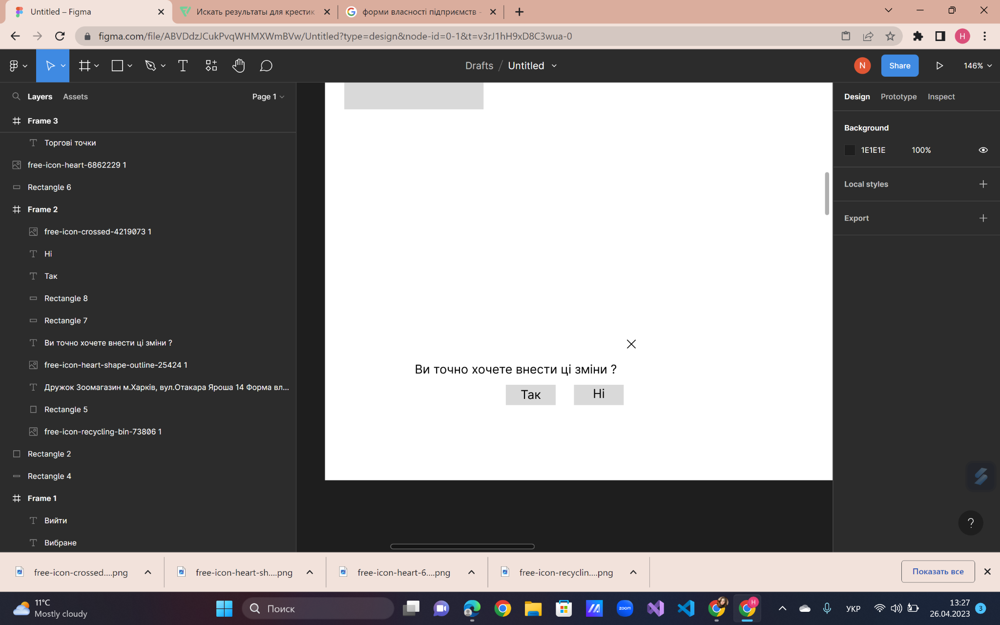 Untitled – Figma
Искать результаты для крестик
форми власності підприємств -
figma.com/file/ABVDdzJCukPvqWHMXWmBVw/Untitled?type=design&node-id=0-1&t=v3rJ1hH9xD8C3wua-0
H
Drafts / Untitled
N
Share
146%
Layers
Assets
Page 1
Frame 3
Торгові точки
free-icon-heart-6862229 1
Rectangle 6
Frame 2
free-icon-crossed-4219073 1
Ні
Так
Rectangle 8
Rectangle 7
Ви точно хочете внести ці зміни ?
free-icon-heart-shape-outline-25424 1
Дружок Зоомагазин м.Харків, вул.Отакара Яроша 14 Форма вл...
Rectangle 5
free-icon-recycling-bin-73806 1
Rectangle 2
Rectangle 4
Frame 1
Вийти
Вибране
Ви точно хочете внести ці зміни ?
Так
Ні
Design
Prototype
Inspect
Background
1E1E1E
100%
Local styles
Export
?
free-icon-crossed....png
free-icon-heart-sh....png
free-icon-heart-6....png
free-icon-recyclin....png
Показать все
11°C
Mostly cloudy
Поиск
zoom
H
УКР
13:27
26.04.2023
3